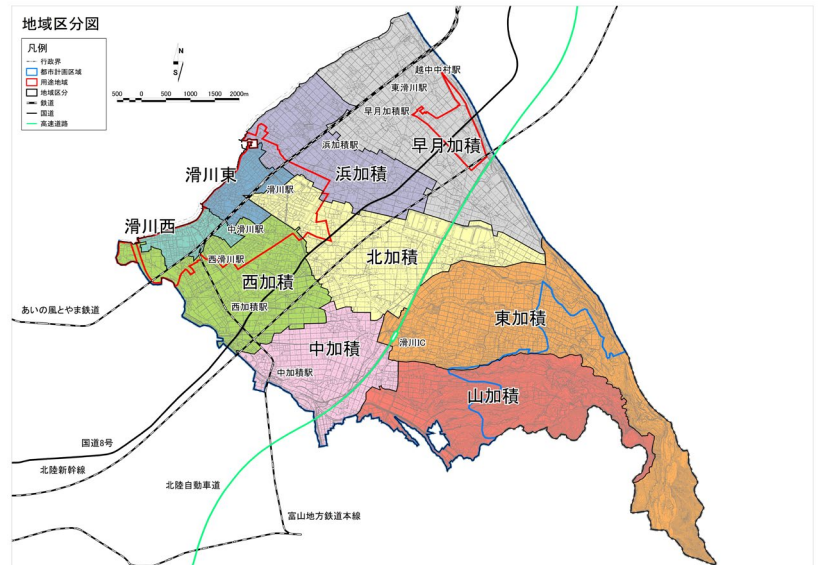 地域区分図
凡例
行政界
都市計画区域
用途地域
地域区分
鉄道
国道
高速道路
N
S
500 0 500 1000 2000m
越中中村駅
東滑川駅
早月加積駅
早月加積
浜加積駅
浜加積
滑川東
滑川駅
滑川西
中滑川駅
西滑川駅
北加積
西加積
西加積駅
東加積
あいの風とやま鉄道
中加積
滑川IC
中加積駅
山加積
国道8号
北陸新幹線
北陸自動車道
富山地方鉄道本線